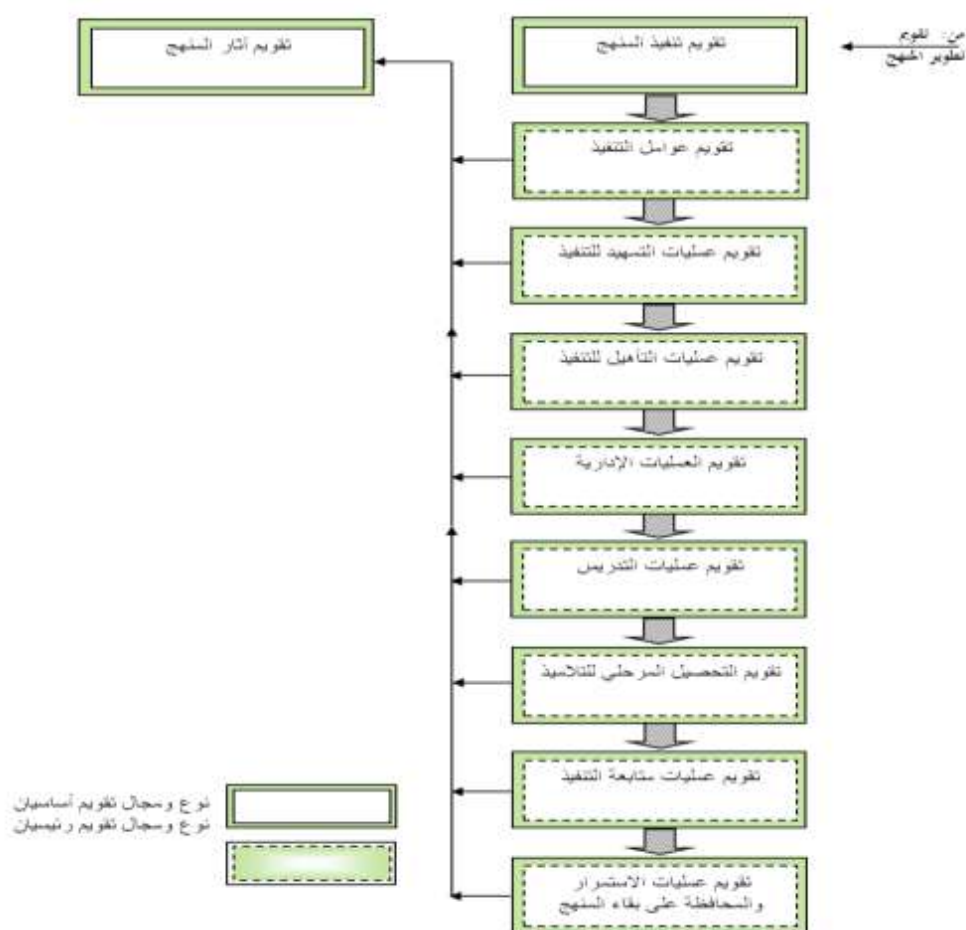 من: تقويم
تطوير المنهج
تقويم تنفيذ المنهج
تقويم آثار المنهج
تقويم عوامل التنفيذ
تقويم عمليات التمهيد للتنفيذ
تقويم عمليات التأهيل للتنفيذ
تقويم العمليات الإدارية
تقويم عمليات التدريس
تقويم التحصيل المرحلي للتلاميذ
تقويم عمليات متابعة التنفيذ
تقويم عمليات الاستمرار
والمحافظة على بقاء المنهج
نوع ومجال تقويم أساسيان
نوع ومجال تقويم رئيسيان